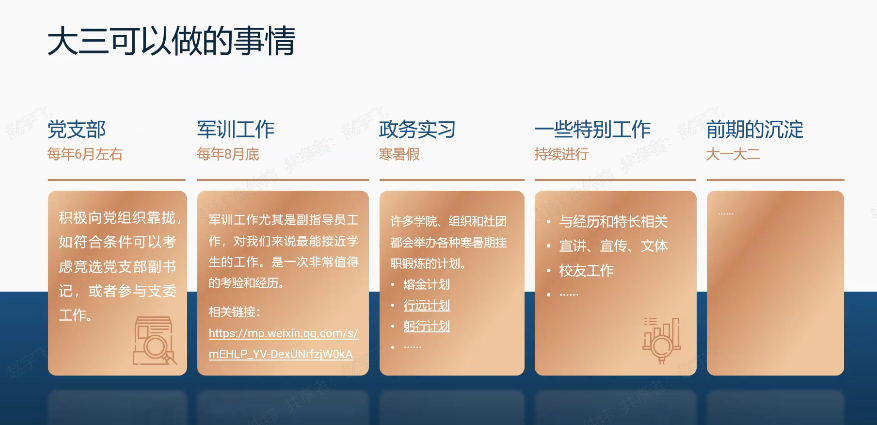 大三可以做的事情
党支部
每年6月左右
积极向党组织靠拢，
如符合条件可以考
虑竞选党支部副书
记，或者参与支委
工作。
军训工作
每年8月底
军训工作尤其是副指导员工
作，对我们来说最能接近学
生的工作。是一次非常值得
的考验和经历。
相关链接：
https://mp.weixin.qq.com/s/
mEHLP_YV-DexUNrfzjW0kA
政务实习
寒暑假
许多学院、组织和社团
都会举办各种寒暑期挂
职锻炼的计划。
• 熔金计划
• 行远计划
• 躬行计划
• ······
一些特别工作
持续进行
• 与经历和特长相关
• 宣讲、宣传、文体
• 校友工作
• ······
前期的沉淀
大一大二
······